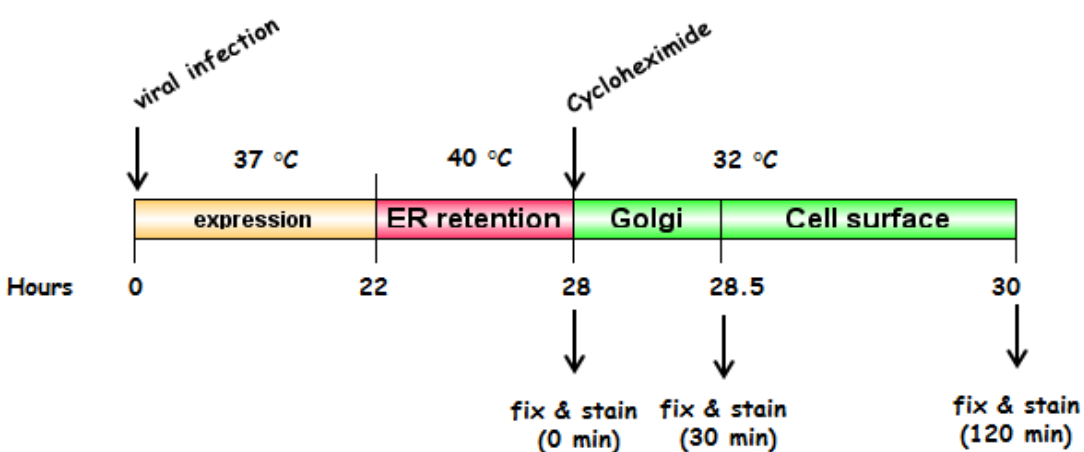 viral infection
Cycloheximide
37 °C
40 °C
32 °C
expression
ER retention
Golgi
Cell surface
Hours
0
22
28
28.5
30
fix & stain
(0 min)
fix & stain
(30 min)
fix & stain
(120 min)